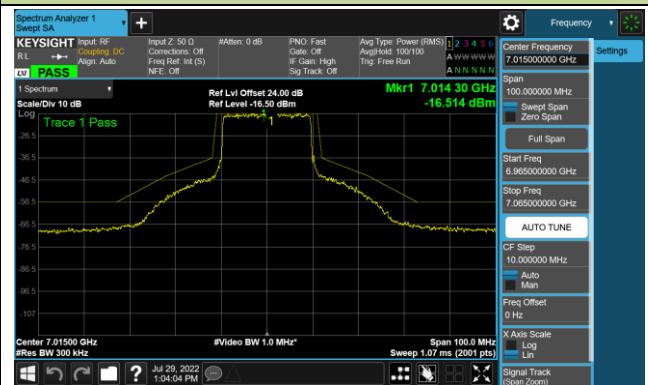 Spectrum Analyzer 1
Swept SA
+
Frequency
KEYSIGHT
RL
Input: RF
Coupling: DC
Align: Auto
Input Z: 50 Ω
Corrections: Off
Freq Ref: Int (S)
NFE: Off
#Atten: 0 dB
PNO: Fast
Gate: Off
IF Gain: High
Sig Track: Off
Avg Type: Power (RMS)
Avg|Hold: 100/100
Trig: Free Run
1 2 3 4 5 6
A W W W W W
A N N N N N
LXI PASS
1 Spectrum
Scale/Div 10 dB
Ref Lvl Offset 24.00 dB
Ref Level -16.50 dBm
Mkr1 7.014 30 GHz
-16.514 dBm
Log
Trace 1 Pass
1
-26.5
-36.5
-46.5
-56.5
-66.5
-76.5
-86.5
-96.5
-107
Center 7.01500 GHz
#Res BW 300 kHz
#Video BW 1.0 MHz*
Span 100.0 MHz
Sweep 1.07 ms (2001 pts)
Center Frequency
7.015000000 GHz
Settings
Span
100.000000 MHz
Swept Span
Zero Span
Full Span
Start Freq
6.965000000 GHz
Stop Freq
7.065000000 GHz
AUTO TUNE
CF Step
10.000000 MHz
Auto
Man
Freq Offset
0 Hz
X Axis Scale
Log
Lin
Signal Track
(Span Zoom)
?
Jul 29, 2022
1:04:04 PM